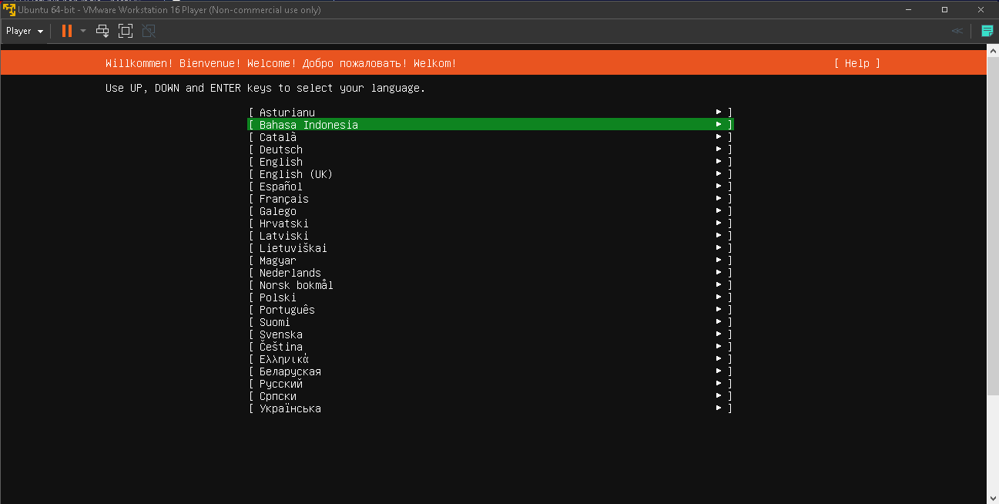 Ubuntu 64-bit - VMware Workstation 16 Player (Non-commercial use only)
Player
Willkommen! Bienvenue! Welcome! Добро пожаловать! Welkom! [ Help ]
Use UP, DOWN and ENTER keys to select your language.
[ Asturianu ► ]
[ Bahasa Indonesia ► ]
[ Català ► ]
[ Deutsch ► ]
[ English ► ]
[ English (UK) ► ]
[ Español ► ]
[ Français ► ]
[ Galego ► ]
[ Hrvatski ► ]
[ Latviski ► ]
[ Lietuviškai ► ]
[ Magyar ► ]
[ Nederlands ► ]
[ Norsk bokmål ► ]
[ Polski ► ]
[ Português ► ]
[ Suomi ► ]
[ Svenska ► ]
[ Čeština ► ]
[ Ελληνικά ► ]
[ Беларуская ► ]
[ Русский ► ]
[ Српски ► ]
[ Українська ► ]